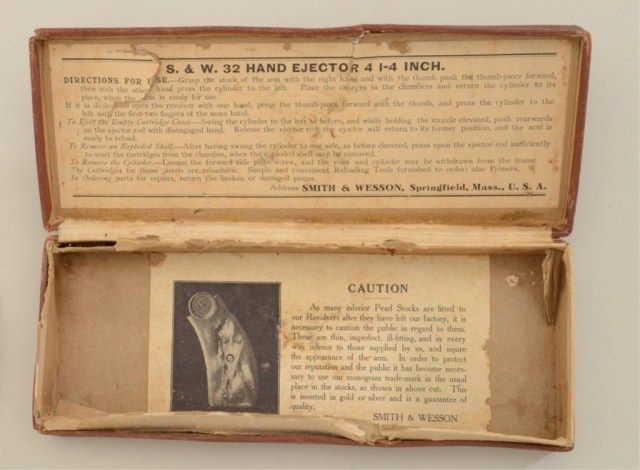 S. & W. 32 HAND EJECTOR 4 1-4 INCH.
DIRECTIONS FOR USE.—Grasp the stock of the arm with the right hand and with the thumb push the thumb-piece forward,
then with the other hand press the cylinder to the left. Place the charges in the chambers and return the cylinder to its
place, when the arm is ready for use.
If it is desired to open the revolver with one hand, press the thumb-piece forward with the thumb, and press the cylinder to the
left with the first two fingers of the same hand.
To Eject the Empty Cartridge Cases.—Swing the cylinder to the left as before, and while holding the muzzle elevated, push rearwards
on the ejector rod with disengaged hand. Release the ejector rod, the ejector will return to its former position, and the arm is
ready to reload.
To Remove an Exploded Shell.—After having swung the cylinder to one side, as before directed, press upon the ejector rod sufficiently
to start the cartridges from the chamber, when the exploded shell may be removed.
To Remove the Cylinder.—Loosen the forward side plate screw, and the yoke and cylinder may be withdrawn from the frame.
The Cartridges for these pistols are reloadable. Simple and convenient Reloading Tools furnished to order; also Primers.
In Ordering parts for repairs, return the broken or damaged pieces.
Address SMITH & WESSON, Springfield, Mass., U. S. A.
CAUTION
As many inferior Pearl Stocks are fitted to
our Revolvers after they have left our factory, it is
necessary to caution the public in regard to them.
These are thin, imperfect, ill-fitting, and in every
way inferior to those supplied by us, and injure
the appearance of the arm. In order to protect
our reputation and the public it has become neces-
sary to use our monogram trade-mark in the usual
place in the stocks, as shown in above cut. This
is inserted in gold or silver and is a guarantee of
quality.
SMITH & WESSON